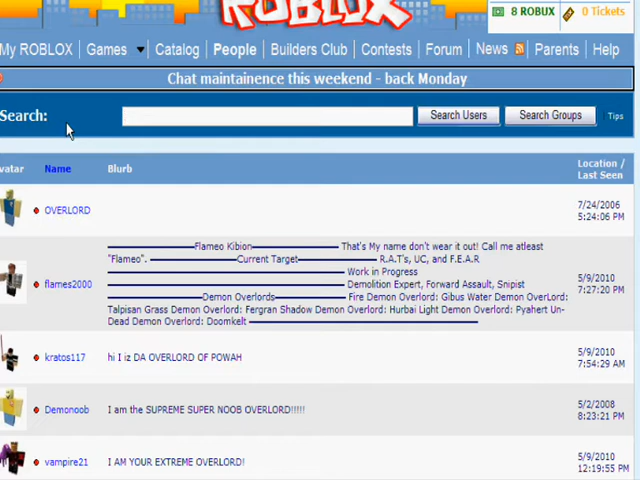 ROBLOX
8 ROBUX
0 Tickets
My ROBLOX
Games
Catalog
People
Builders Club
Contests
Forum
News
Parents
Help
Chat maintainence this weekend - back Monday
Search:
Search Users
Search Groups
Tips
vatar
Name
Blurb
Location /
Last Seen
OVERLORD
7/24/2006
5:24:06 PM
flames2000
Flameo Kibion That's My name don't wear it out! Call me atleast
"Flameo". Current Target R.A.T's, UC, and F.E.A.R
Work in Progress
Demolition Expert, Forward Assault, Snipist
Demon Overlords Fire Demon Overlord: Gibus Water Demon OverLord:
Talpisan Grass Demon Overlord: Fergran Shadow Demon Overlord: Hurbai Light Demon Overlord: Pyahert Un-
Dead Demon Overlord: Doomkelt
5/9/2010
7:27:20 PM
kratos117
hi I iz DA OVERLORD OF POWAH
5/9/2010
7:54:29 AM
Demonoob
I am the SUPREME SUPER NOOB OVERLORD!!!!!
5/2/2008
8:23:21 PM
vampire21
I AM YOUR EXTREME OVERLORD!
5/9/2010
12:19:55 PM